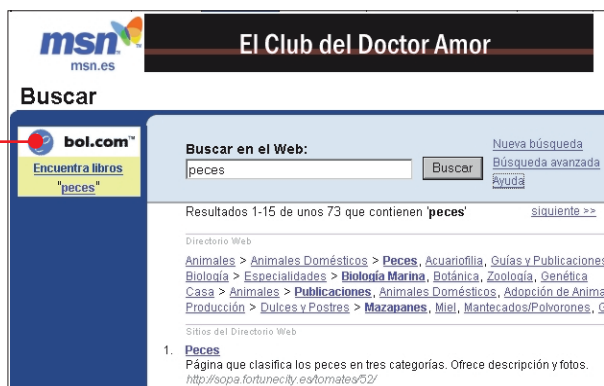 msn
msn.es
El Club del Doctor Amor
Buscar
bol.com™
Encuentra libros
"peces"
Buscar en el Web:
peces
Buscar
Nueva búsqueda
Búsqueda avanzada
Ayuda
Resultados 1-15 de unos 73 que contienen 'peces'
siguiente >>
Directorio Web
Animales > Animales Domésticos > Peces, Acuariofilia, Guías y Publicaciones
Biología > Especialidades > Biología Marina, Botánica, Zoología, Genética
Casa > Animales > Publicaciones, Animales Domésticos, Adopción de Anima
Producción > Dulces y Postres > Mazapanes, Miel, Mantecados/Polvorones, G
Sitios del Directorio Web
1. Peces
Página que clasifica los peces en tres categorías. Ofrece descripción y fotos.
http://sopa.fortunecity.es/tomates/52/